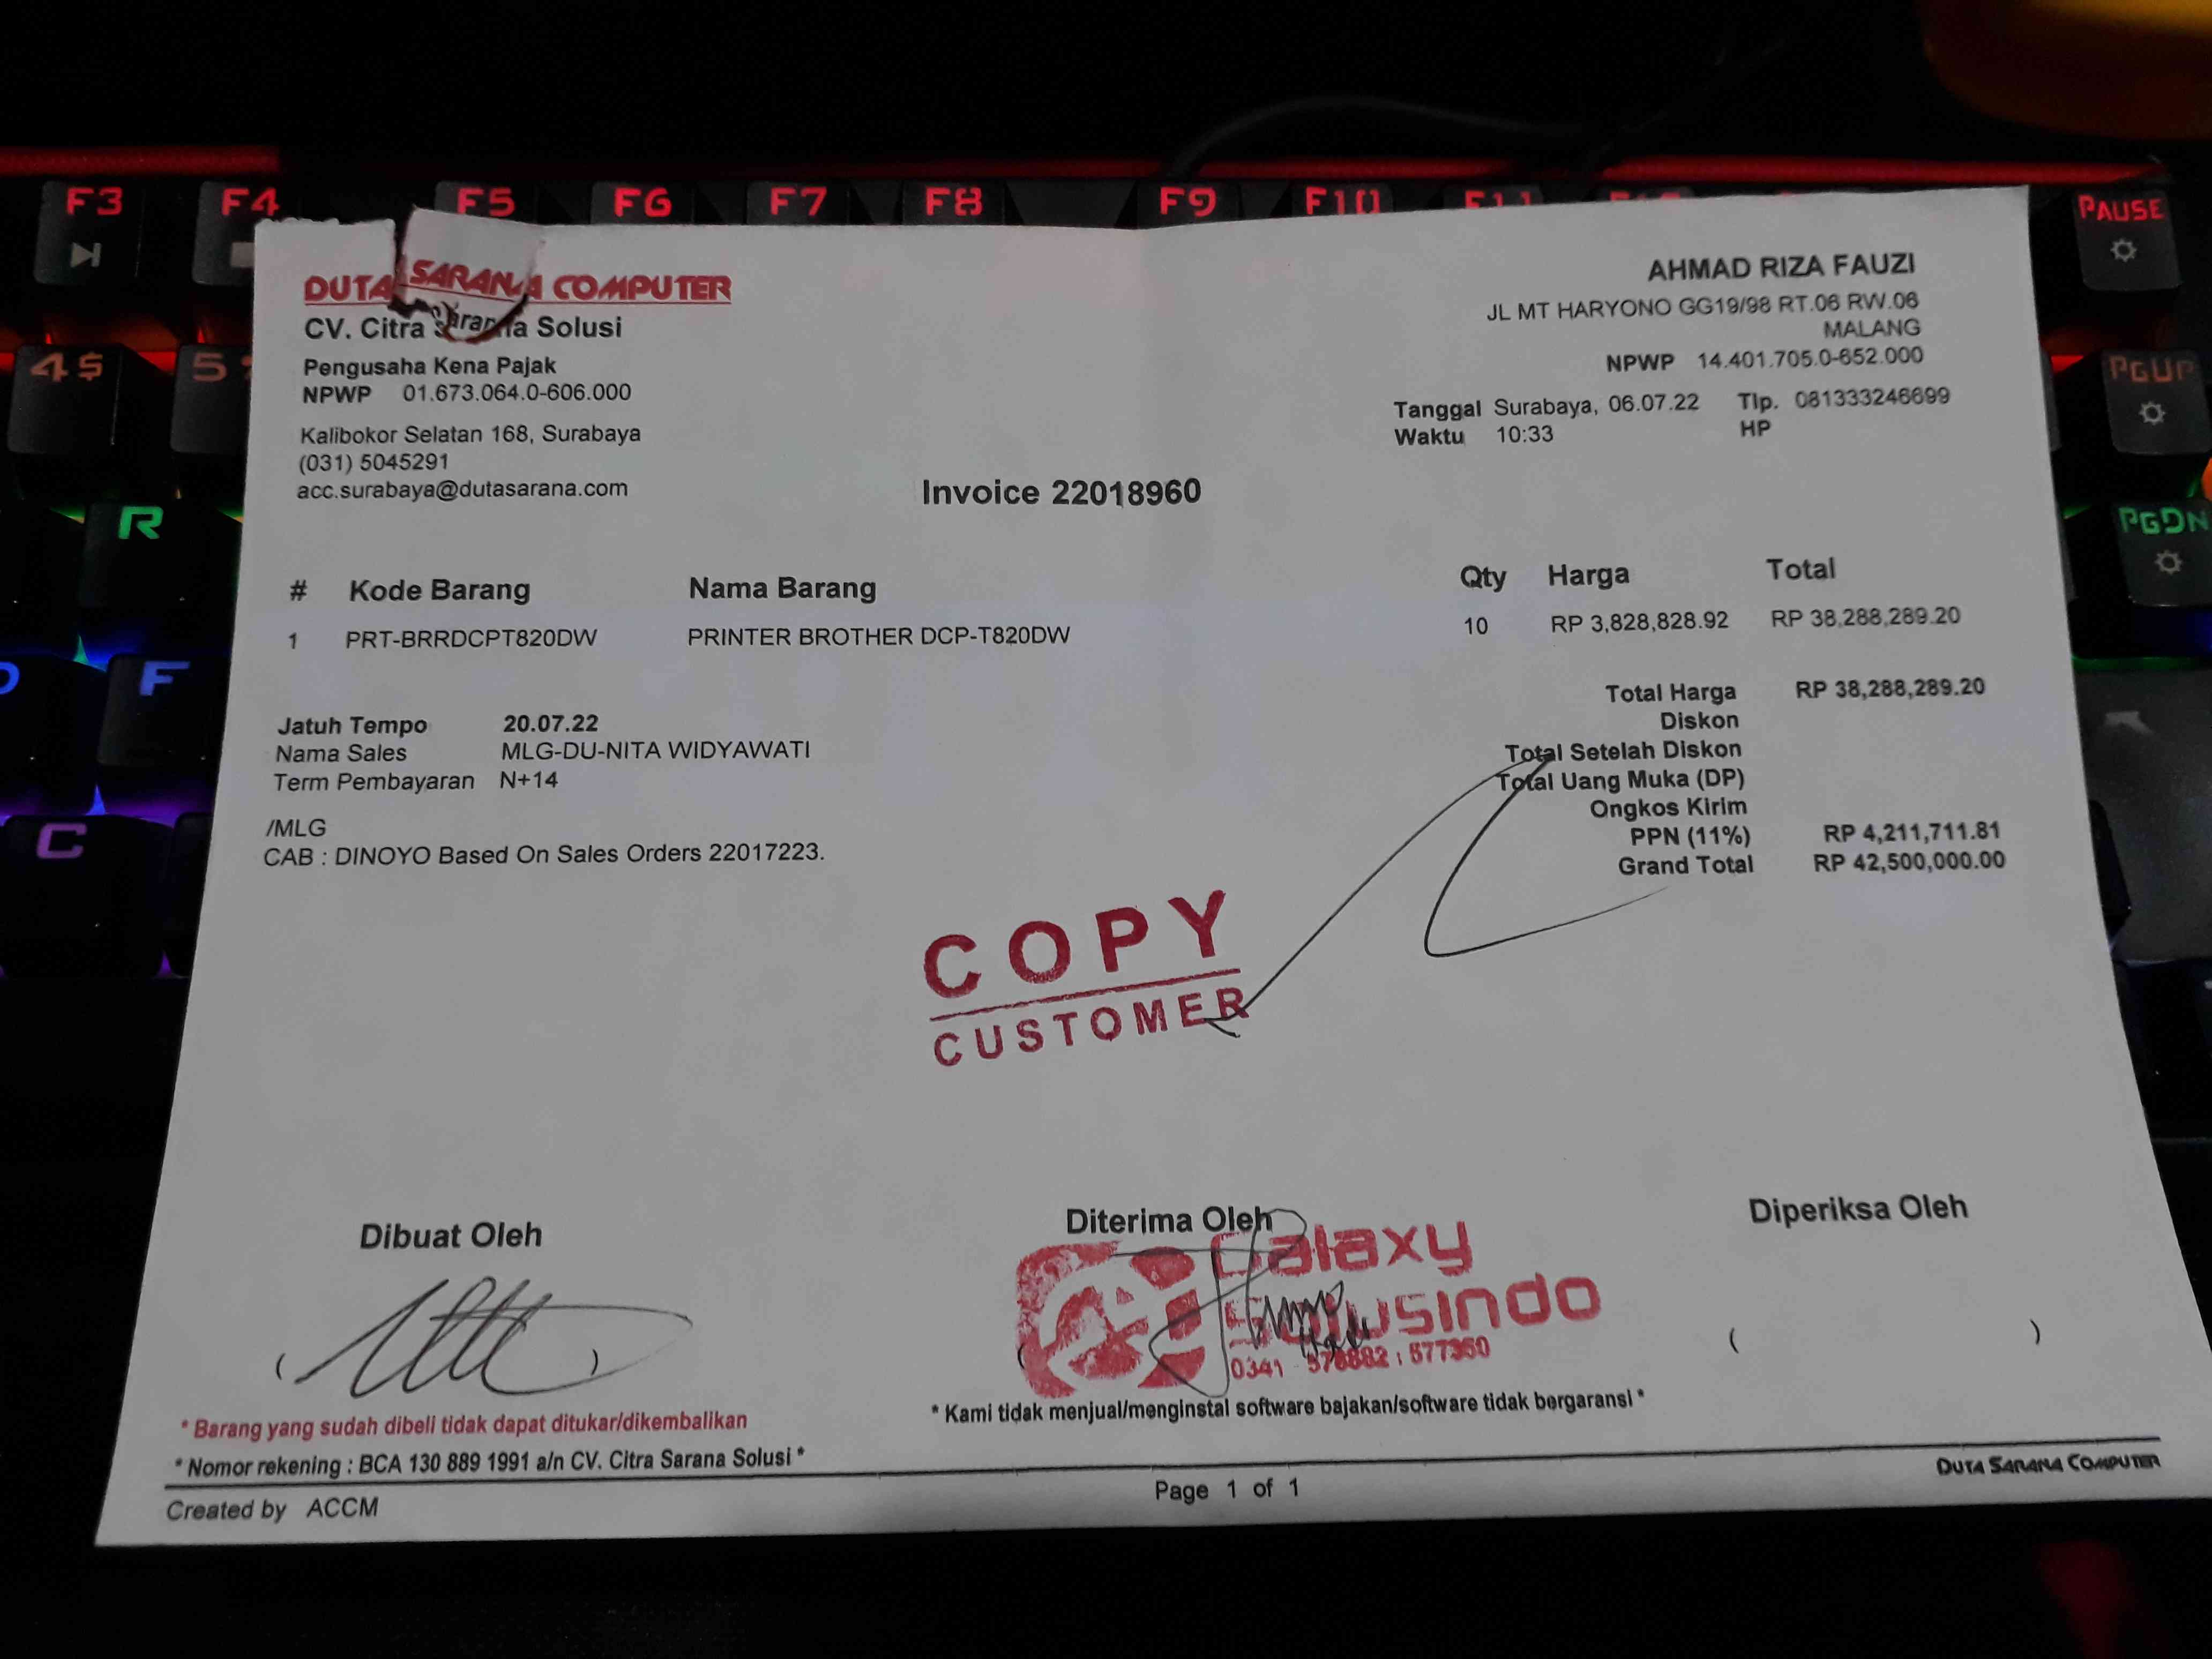 F3 F4 F5 F6 F7 F8 F9 F10 F11 PAUSE
4 $ 5 PGUP
R PGDN
F
C
DUTA SARANA COMPUTER
CV. Citra Sarana Solusi
Pengusaha Kena Pajak
NPWP 01.673.064.0-606.000
Kalibokor Selatan 168, Surabaya
(031) 5045291
acc.surabaya@dutasarana.com
AHMAD RIZA FAUZI
JL MT HARYONO GG19/98 RT.06 RW.06
MALANG
NPWP 14.401.705.0-652.000
Tanggal Surabaya, 06.07.22 Tlp. 081333246699
Waktu 10:33 HP
Invoice 22018960
# Kode Barang Nama Barang Qty Harga Total
1 PRT-BRRDCPT820DW PRINTER BROTHER DCP-T820DW 10 RP 3,828,828.92 RP 38,288,289.20
Total Harga RP 38,288,289.20
Diskon
Total Setelah Diskon
Total Uang Muka (DP)
Ongkos Kirim
PPN (11%) RP 4,211,711.81
Grand Total RP 42,500,000.00
Jatuh Tempo 20.07.22
Nama Sales MLG-DU-NITA WIDYAWATI
Term Pembayaran N+14
/MLG
CAB : DINOYO Based On Sales Orders 22017223.
COPY
CUSTOMER
Dibuat Oleh Diterima Oleh Diperiksa Oleh
Galaxy
Solusindo
0341 - 576882 ; 577350
( ) ( ( )
* Barang yang sudah dibeli tidak dapat ditukar/dikembalikan
* Kami tidak menjual/menginstal software bajakan/software tidak bergaransi *
* Nomor rekening : BCA 130 889 1991 a/n CV. Citra Sarana Solusi *
DUTA SARANA COMPUTER
Created by ACCM
Page 1 of 1